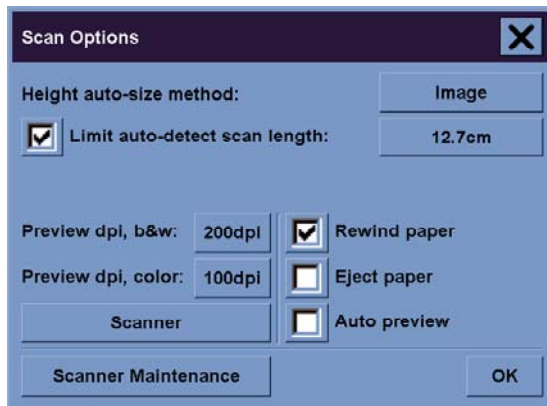 Scan Options
Height auto-size method: Image
Limit auto-detect scan length: 12.7cm
Preview dpi, b&w: 200dpi Rewind paper
Preview dpi, color: 100dpi Eject paper
Scanner Auto preview
Scanner Maintenance OK